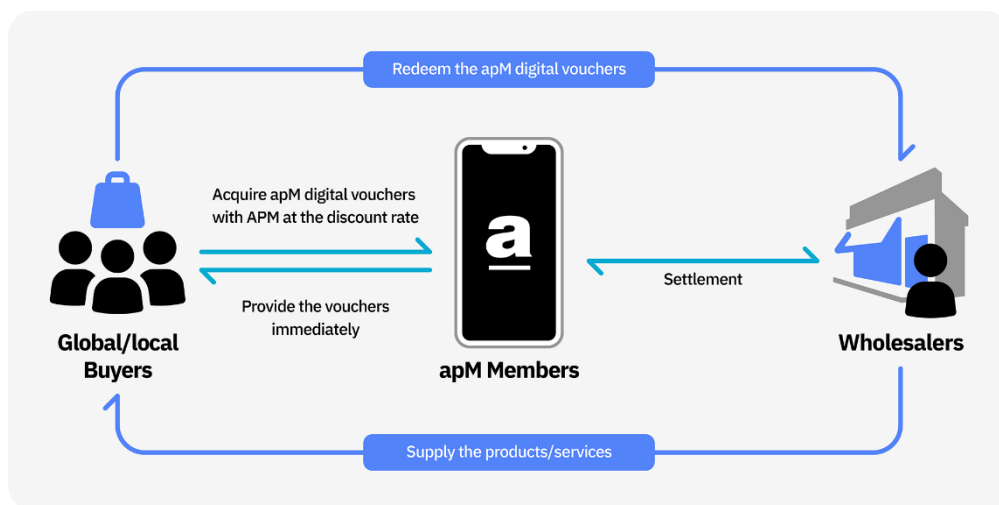 Redeem the apM digital vouchers
Acquire apM digital vouchers
with APM at the discount rate
a
Provide the vouchers
immediately
Settlement
Global/local
Buyers
apM Members
Wholesalers
Supply the products/services